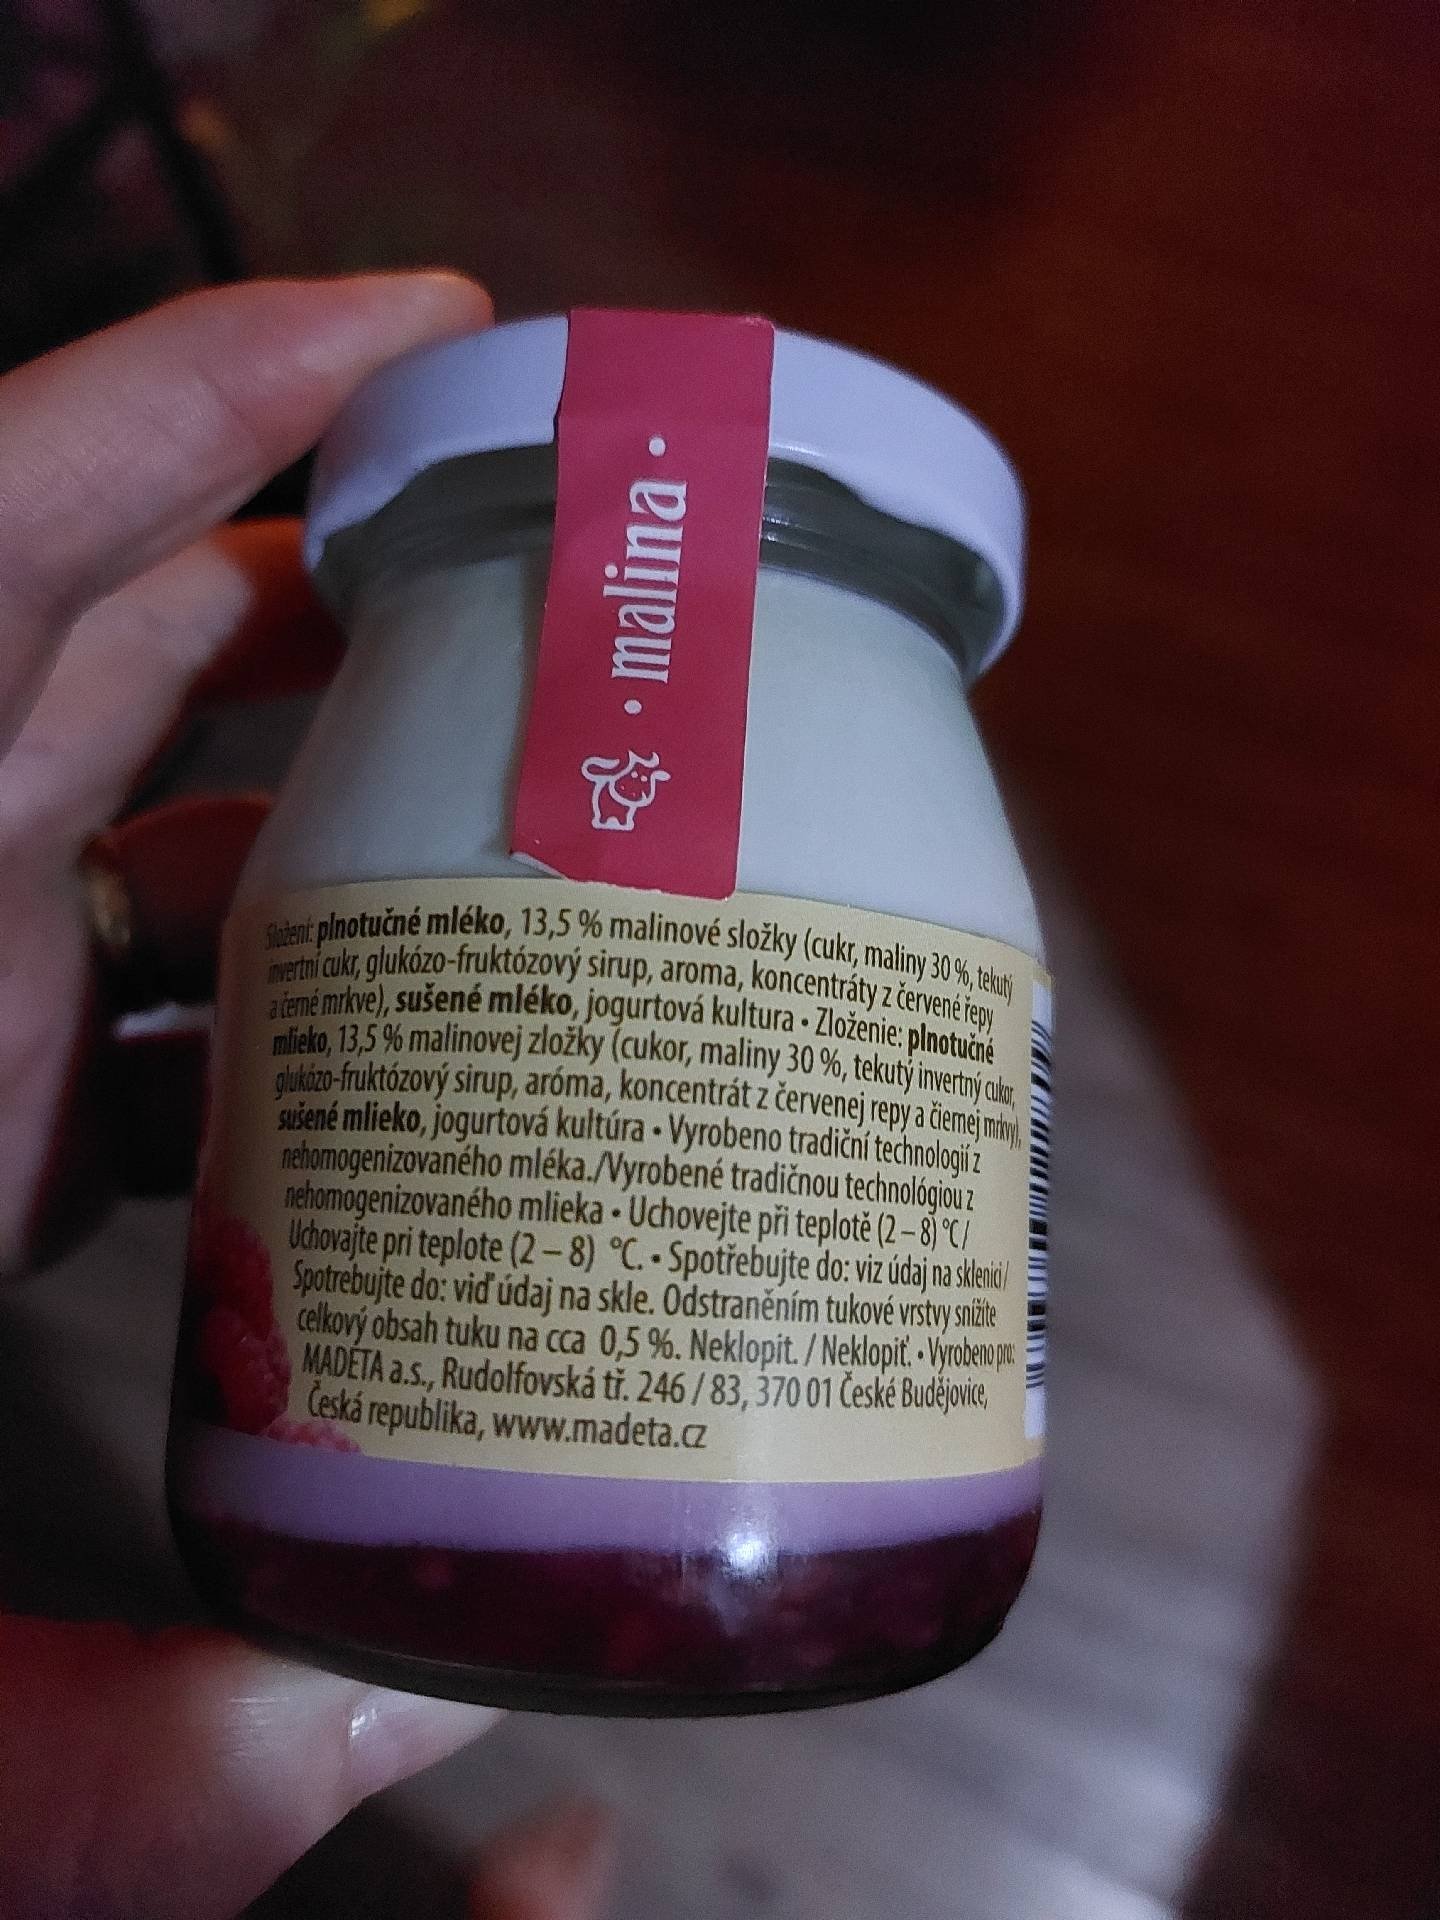 • malina •
Složení: plnotučné mléko, 13,5 % malinové složky (cukr, maliny 30 %, tekutý
invertní cukr, glukózo-fruktózový sirup, aroma, koncentráty z červené řepy
a černé mrkve), sušené mléko, jogurtová kultura • Zloženie: plnotučné
mlieko, 13,5 % malinovej zložky (cukor, maliny 30 %, tekutý invertný cukor,
glukózo-fruktózový sirup, aróma, koncentrát z červenej repy a čiernej mrkvy),
sušené mlieko, jogurtová kultúra • Vyrobeno tradiční technologií z
nehomogenizovaného mléka./Vyrobené tradičnou technológiou z
nehomogenizovaného mlieka • Uchovejte při teplotě (2 – 8) °C /
Uchovajte pri teplote (2 – 8) °C. • Spotřebujte do: viz údaj na sklenici /
Spotrebujte do: viď údaj na skle. Odstraněním tukové vrstvy snížíte
celkový obsah tuku na cca 0,5 %. Neklopit. / Neklopiť. • Vyrobeno pro:
MADETA a.s., Rudolfovská tř. 246 / 83, 370 01 České Budějovice,
Česká republika, www.madeta.cz